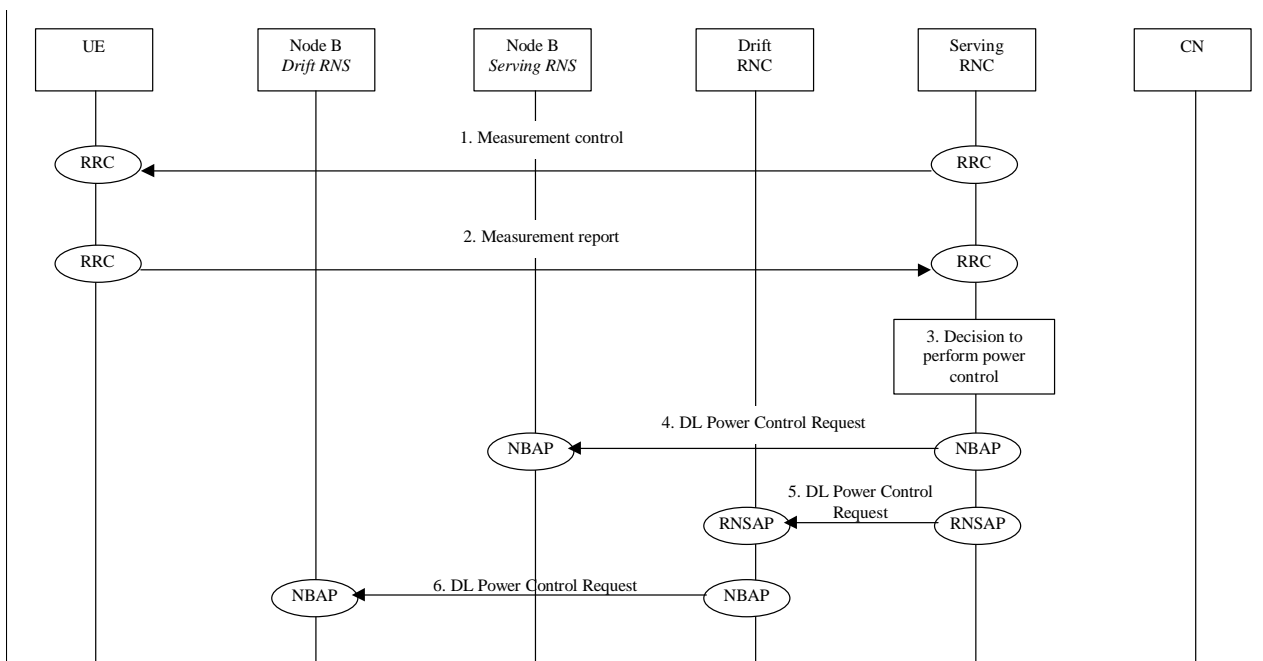 UE
Node B
Drift RNS
Node B
Serving RNS
Drift
RNC
Serving
RNC
CN
1. Measurement control
RRC
RRC
2. Measurement report
RRC
RRC
3. Decision to
perform power
control
4. DL Power Control Request
NBAP
NBAP
5. DL Power Control
Request
RNSAP
RNSAP
6. DL Power Control Request
NBAP
NBAP